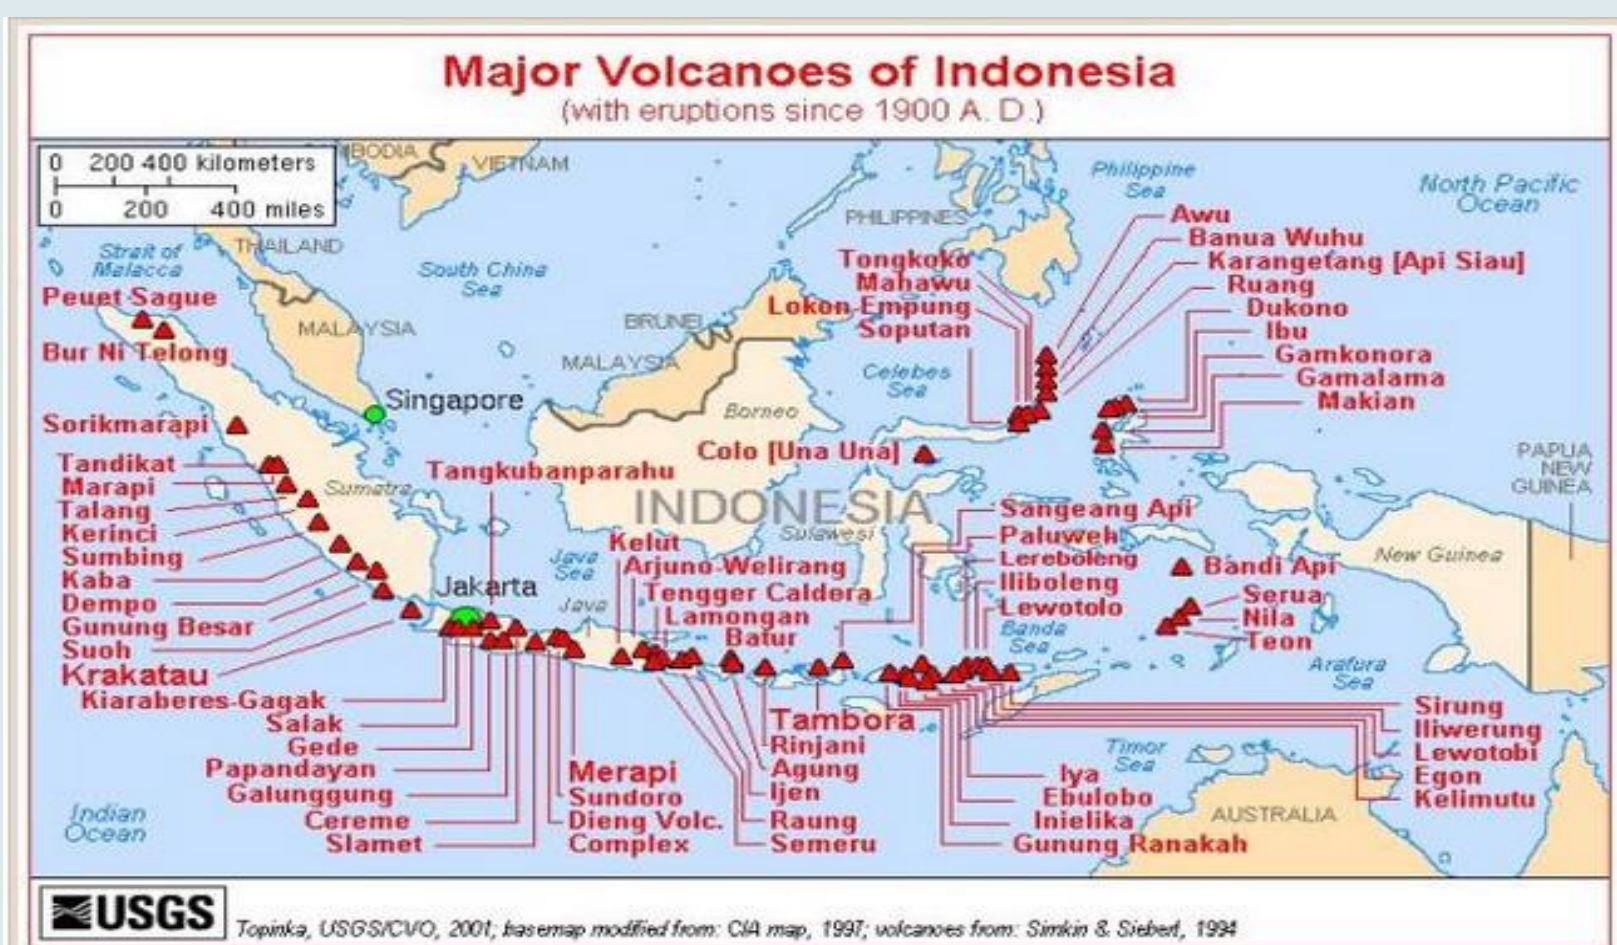 Major Volcanoes of Indonesia
(with eruptions since 1900 A. D.)
0 200 400 kilometers
0 200 400 miles
VIETNAM
THAILAND
Strait of
Malacca
South China
Sea
PHILIPPINES
Philippine
Sea
North Pacific
Ocean
Awu
Banua Wuhu
Karangetang [Api Siau]
Ruang
Dukono
Ibu
Gamkonora
Gamalama
Makian
Tongkoko
Mahawu
Lokon-Empung
Soputan
Celebes
Sea
Peuet Sague
Bur Ni Telong
MALAYSIA
BRUNEI
MALAYSIA
Singapore
Borneo
Sorikmarapi
Tandikat
Marapi
Talang
Kerinci
Sumbing
Kaba
Dempo
Gunung Besar
Suoh
Krakatau
Sumatra
Tangkubanparahu
Colo [Una Una]
INDONESIA
Sulawesi
PAPUA
NEW
GUINEA
New Guinea
Java
Sea
Jakarta
Java
Kelut
Arjuno-Welirang
Tengger Caldera
Lamongan
Batur
Sangeang Api
Paluweh
Lereboleng
Iliboleng
Lewotolo
Banda
Sea
Bandi Api
Serua
Nila
Teon
Arafura
Sea
Kiaraberes-Gagak
Salak
Gede
Papandayan
Galunggung
Cereme
Slamet
Merapi
Sundoro
Dieng Volc.
Complex
Tambora
Rinjani
Agung
Ijen
Raung
Semeru
Iya
Ebulobo
Inielika
Gunung Ranakah
Timor
Sea
Sirung
Iliwerung
Lewotobi
Egon
Kelimutu
AUSTRALIA
Indian
Ocean
USGS
Topinka, USGS/CVO, 2001; basemap modified from: CIA map, 1997; volcanoes from: Simkin & Siebert, 1994